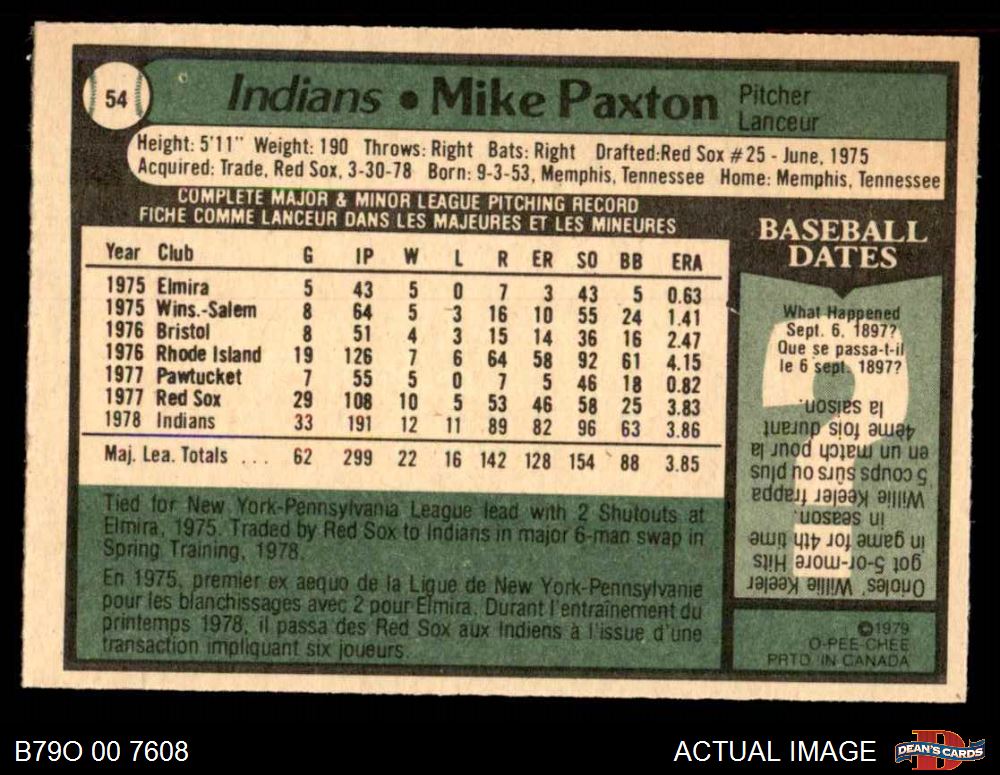 54
Indians • Mike Paxton
Pitcher
Lanceur
Height: 5'11" Weight: 190 Throws: Right Bats: Right Drafted:Red Sox #25 - June, 1975
Acquired: Trade, Red Sox, 3-30-78 Born: 9-3-53, Memphis, Tennessee Home: Memphis, Tennessee
COMPLETE MAJOR & MINOR LEAGUE PITCHING RECORD
FICHE COMME LANCEUR DANS LES MAJEURES ET LES MINEURES
Year Club G IP W L R ER SO BB ERA
1975 Elmira 5 43 5 0 7 3 43 5 0.63
1975 Wins.-Salem 8 64 5 3 16 10 55 24 1.41
1976 Bristol 8 51 4 3 15 14 36 16 2.47
1976 Rhode Island 19 126 7 6 64 58 92 61 4.15
1977 Pawtucket 7 55 5 0 7 5 46 18 0.82
1977 Red Sox 29 108 10 5 53 46 58 25 3.83
1978 Indians 33 191 12 11 89 82 96 63 3.86
Maj. Lea. Totals ... 62 299 22 16 142 128 154 88 3.85
Tied for New York-Pennsylvania League lead with 2 Shutouts at
Elmira, 1975. Traded by Red Sox to Indians in major 6-man swap in
Spring Training, 1978.
En 1975, premier ex aequo de la Ligue de New York-Pennsylvanie
pour les blanchissages avec 2 pour Elmira. Durant l'entraînement du
printemps 1978, il passa des Red Sox aux Indiens à l'issue d'une
transaction impliquant six joueurs.
BASEBALL
DATES
What Happened
Sept. 6, 1897?
Que se passa-t-il
le 6 sept. 1897?
Orioles' Willie Keeler
got 5-or-more Hits
in game for 4th time
in season.
Willie Keeler frappa
5 coups sûrs ou plus
en un match pour la
4ème fois durant
la saison.
©1979
O-PEE-CHEE
PRTD. IN CANADA
B79O 00 7608
ACTUAL IMAGE
DEAN'S CARDS